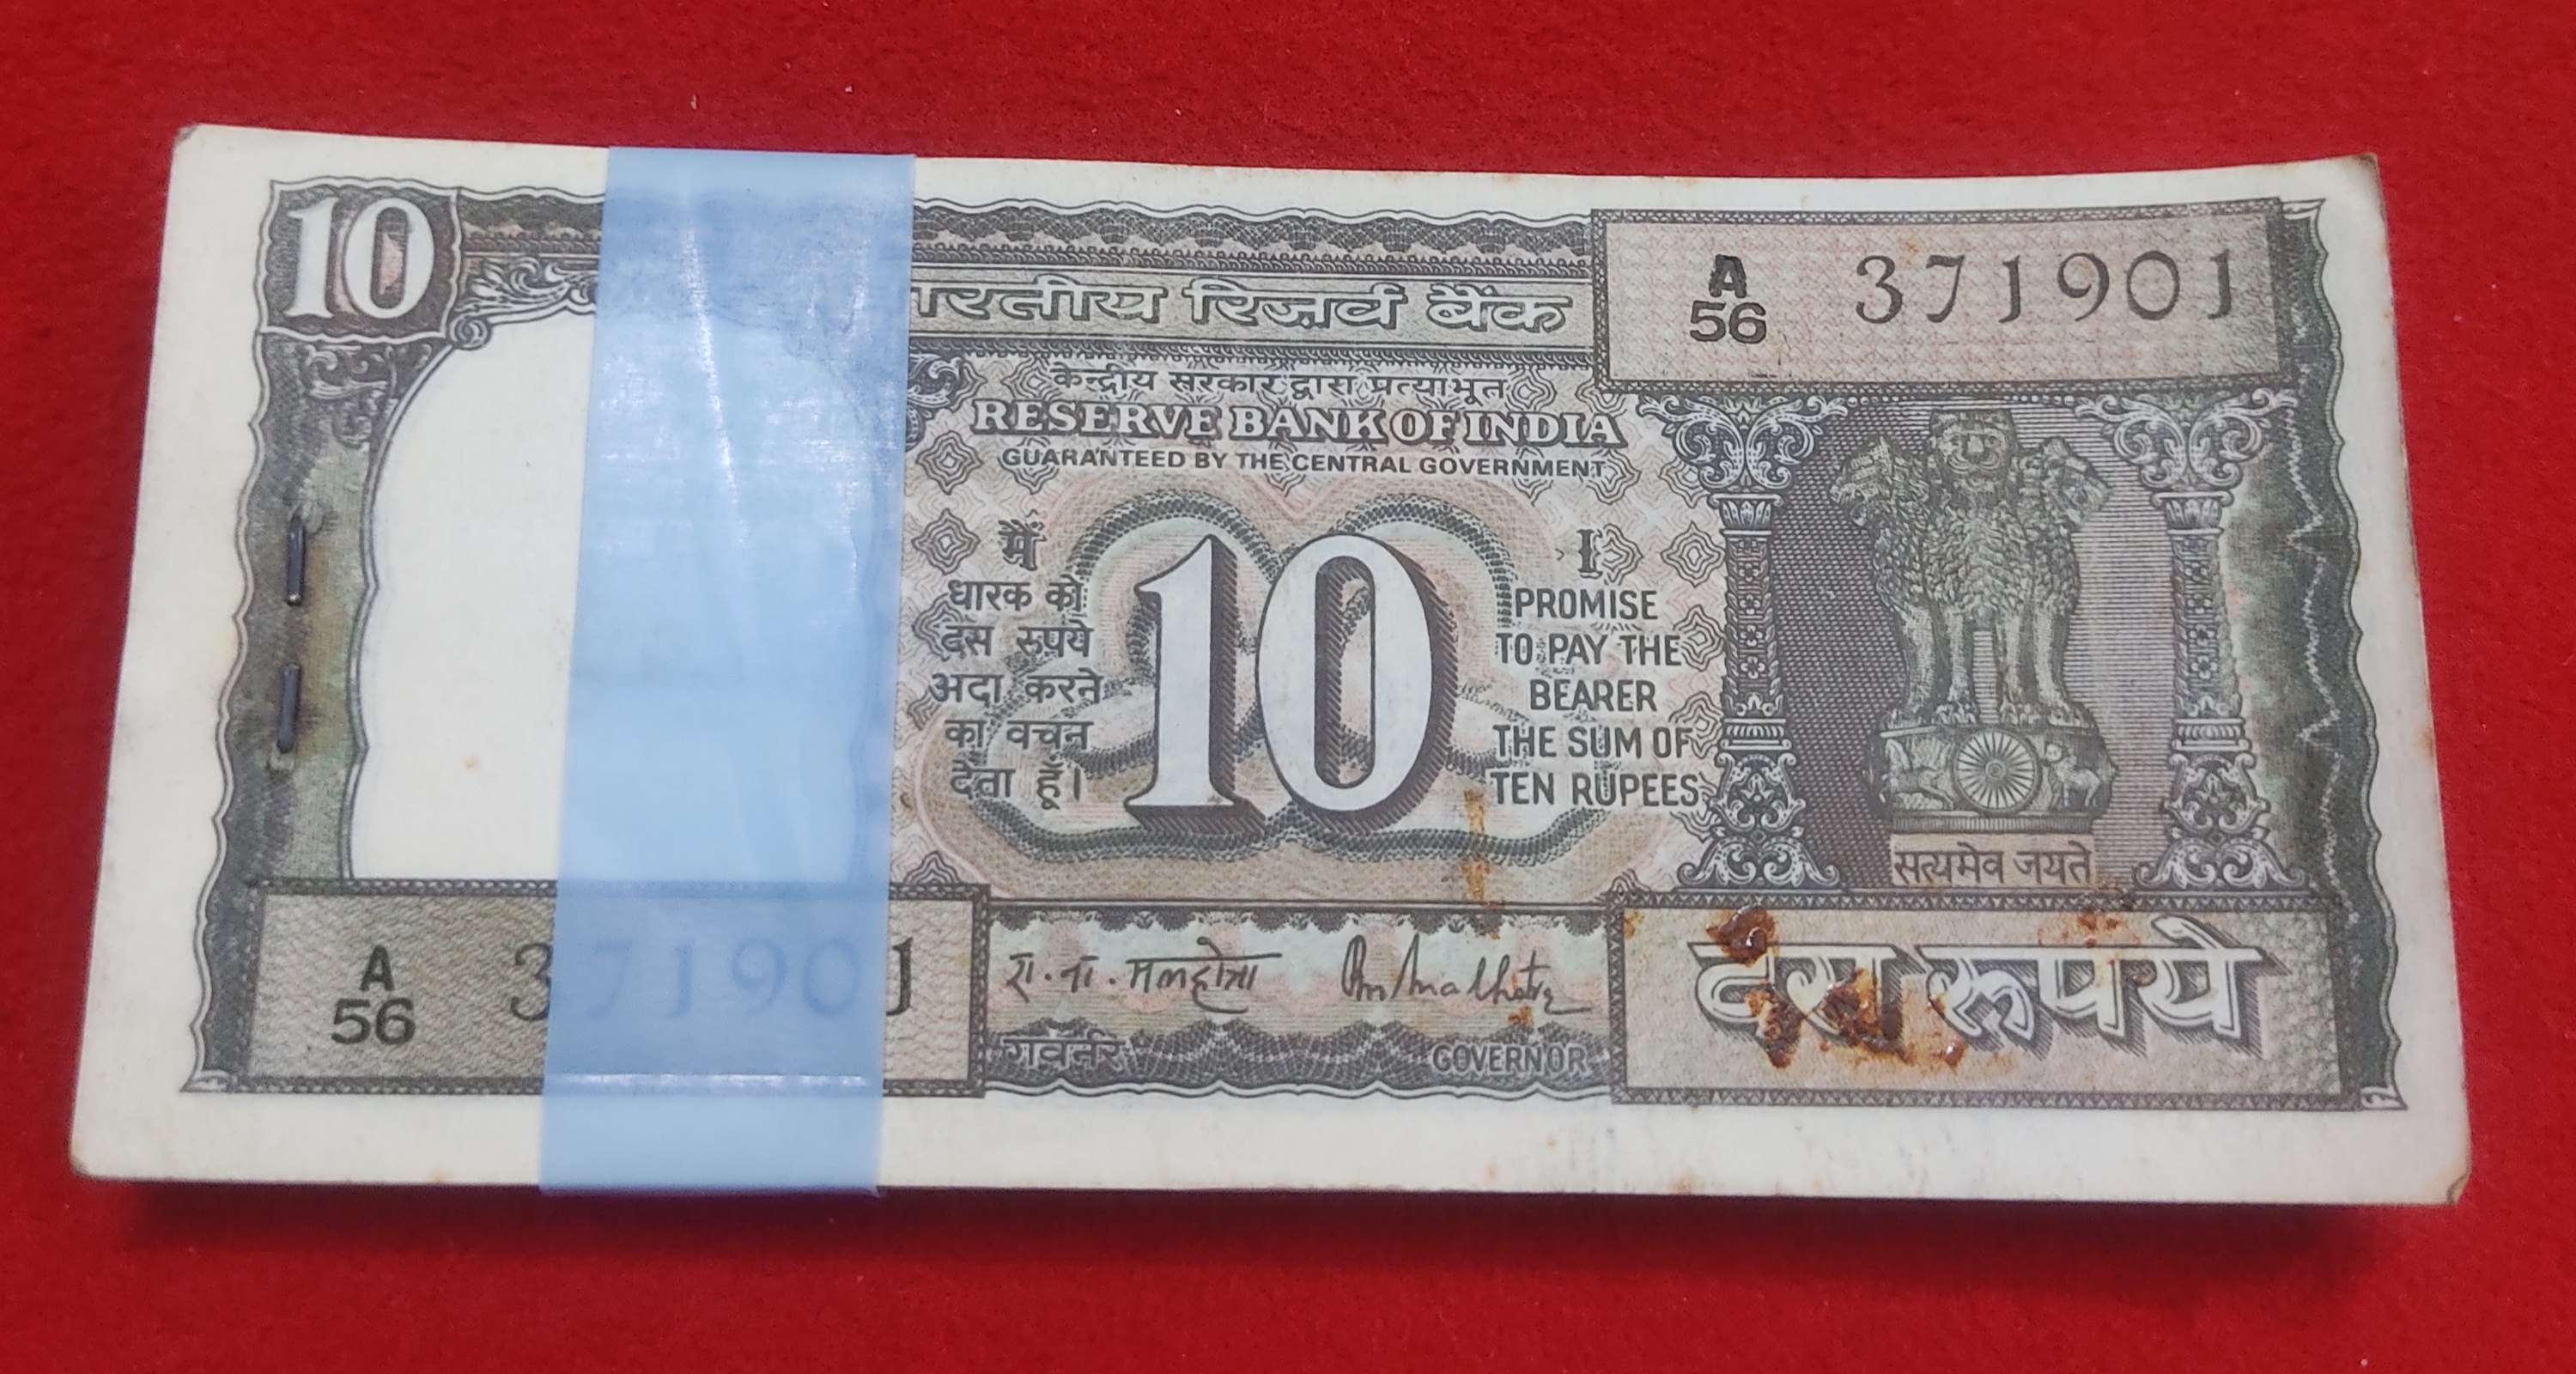 10
A
56
371901
ारतीय रिज़र्व बैंक
केन्द्रीय सरकार द्वारा प्रत्याभूत
RESERVE BANK OF INDIA
GUARANTEED BY THE CENTRAL GOVERNMENT
मैं
धारक को
दस रुपये
अदा करने
का वचन
देता हूँ।
10
I
PROMISE
TO PAY THE
BEARER
THE SUM OF
TEN RUPEES
सत्यमेव जयते
A
56
371901
रा. ना. मलहोत्रा
गवर्नर
GOVERNOR
दस रुपये